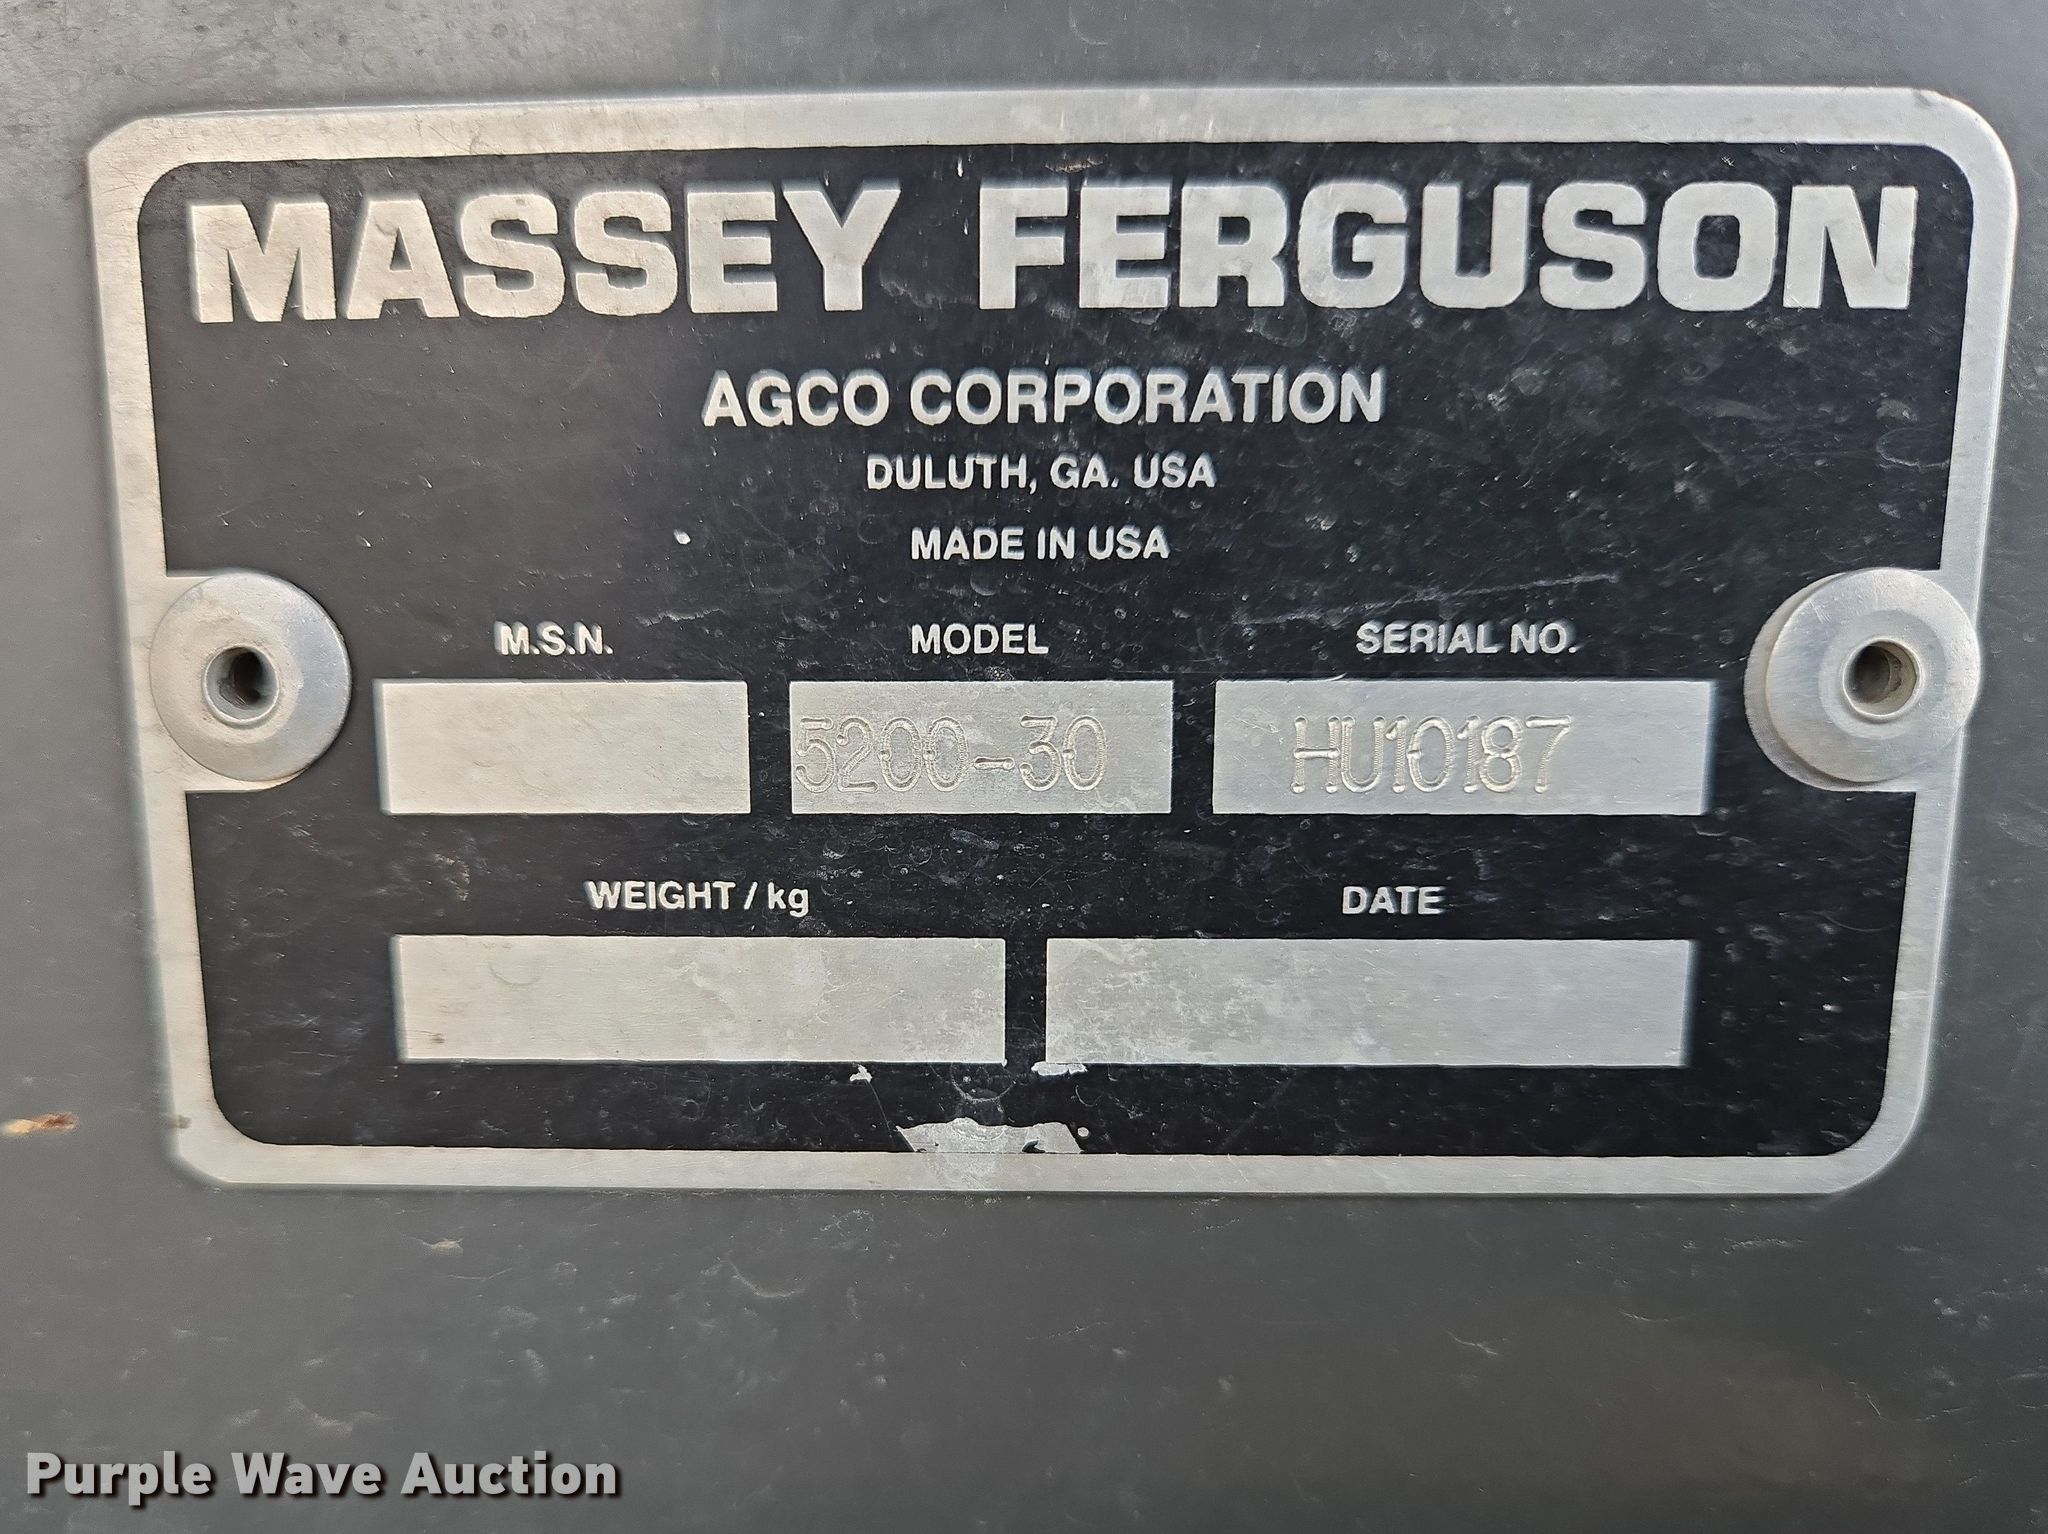 MASSEY FERGUSON
AGCO CORPORATION
DULUTH, GA. USA
MADE IN USA
M.S.N. MODEL SERIAL NO.
5200-30 HU10187
WEIGHT / kg DATE
Purple Wave Auction